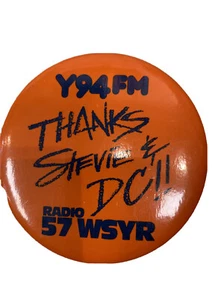 Y94FM
THANKS
STEVIE &
DC!!
RADIO
57 WSYR